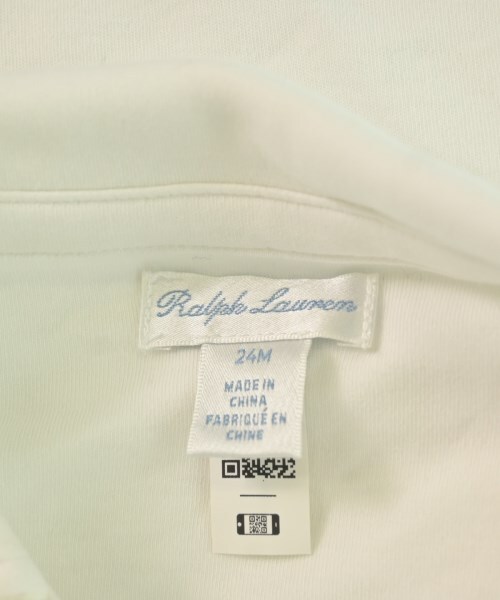 Ralph Lauren
24M
MADE IN
CHINA
FABRIQUÉ EN
CHINE